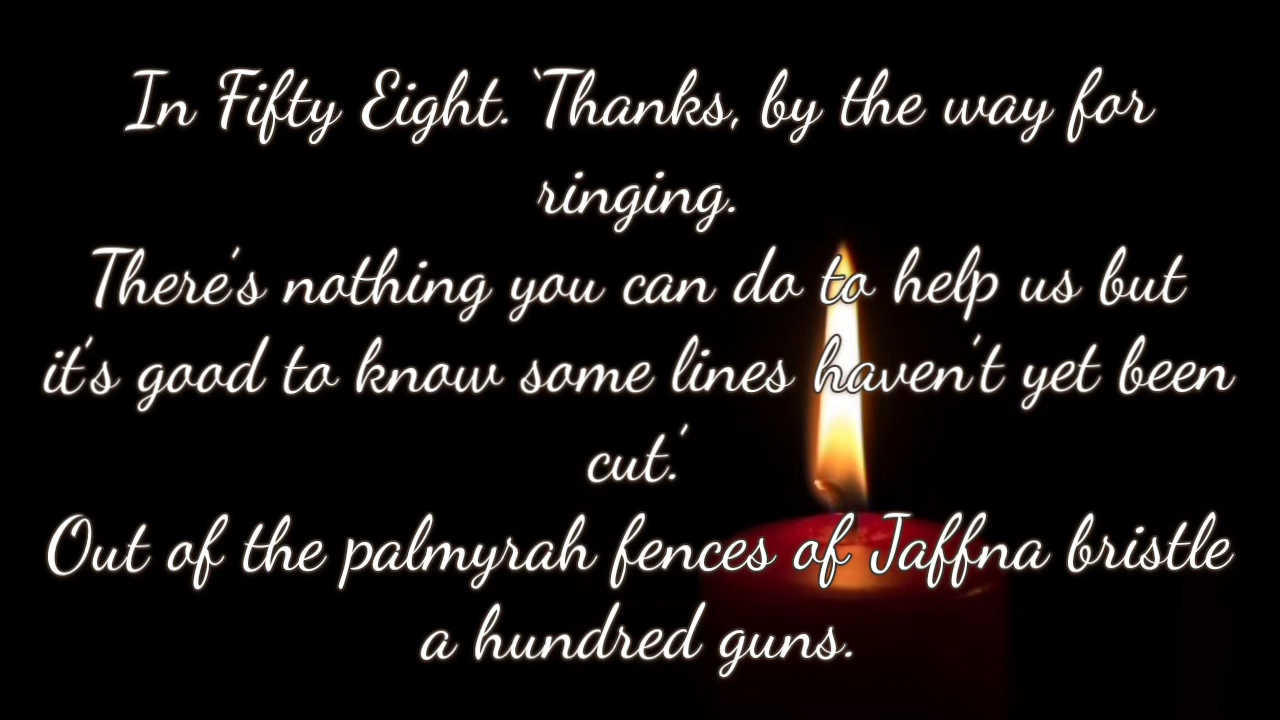 In Fifty Eight. 'Thanks, by the way for
ringing.
There's nothing you can do to help us but
it's good to know some lines haven't yet been
cut.'
Out of the palmyrah fences of Jaffna bristle
a hundred guns.